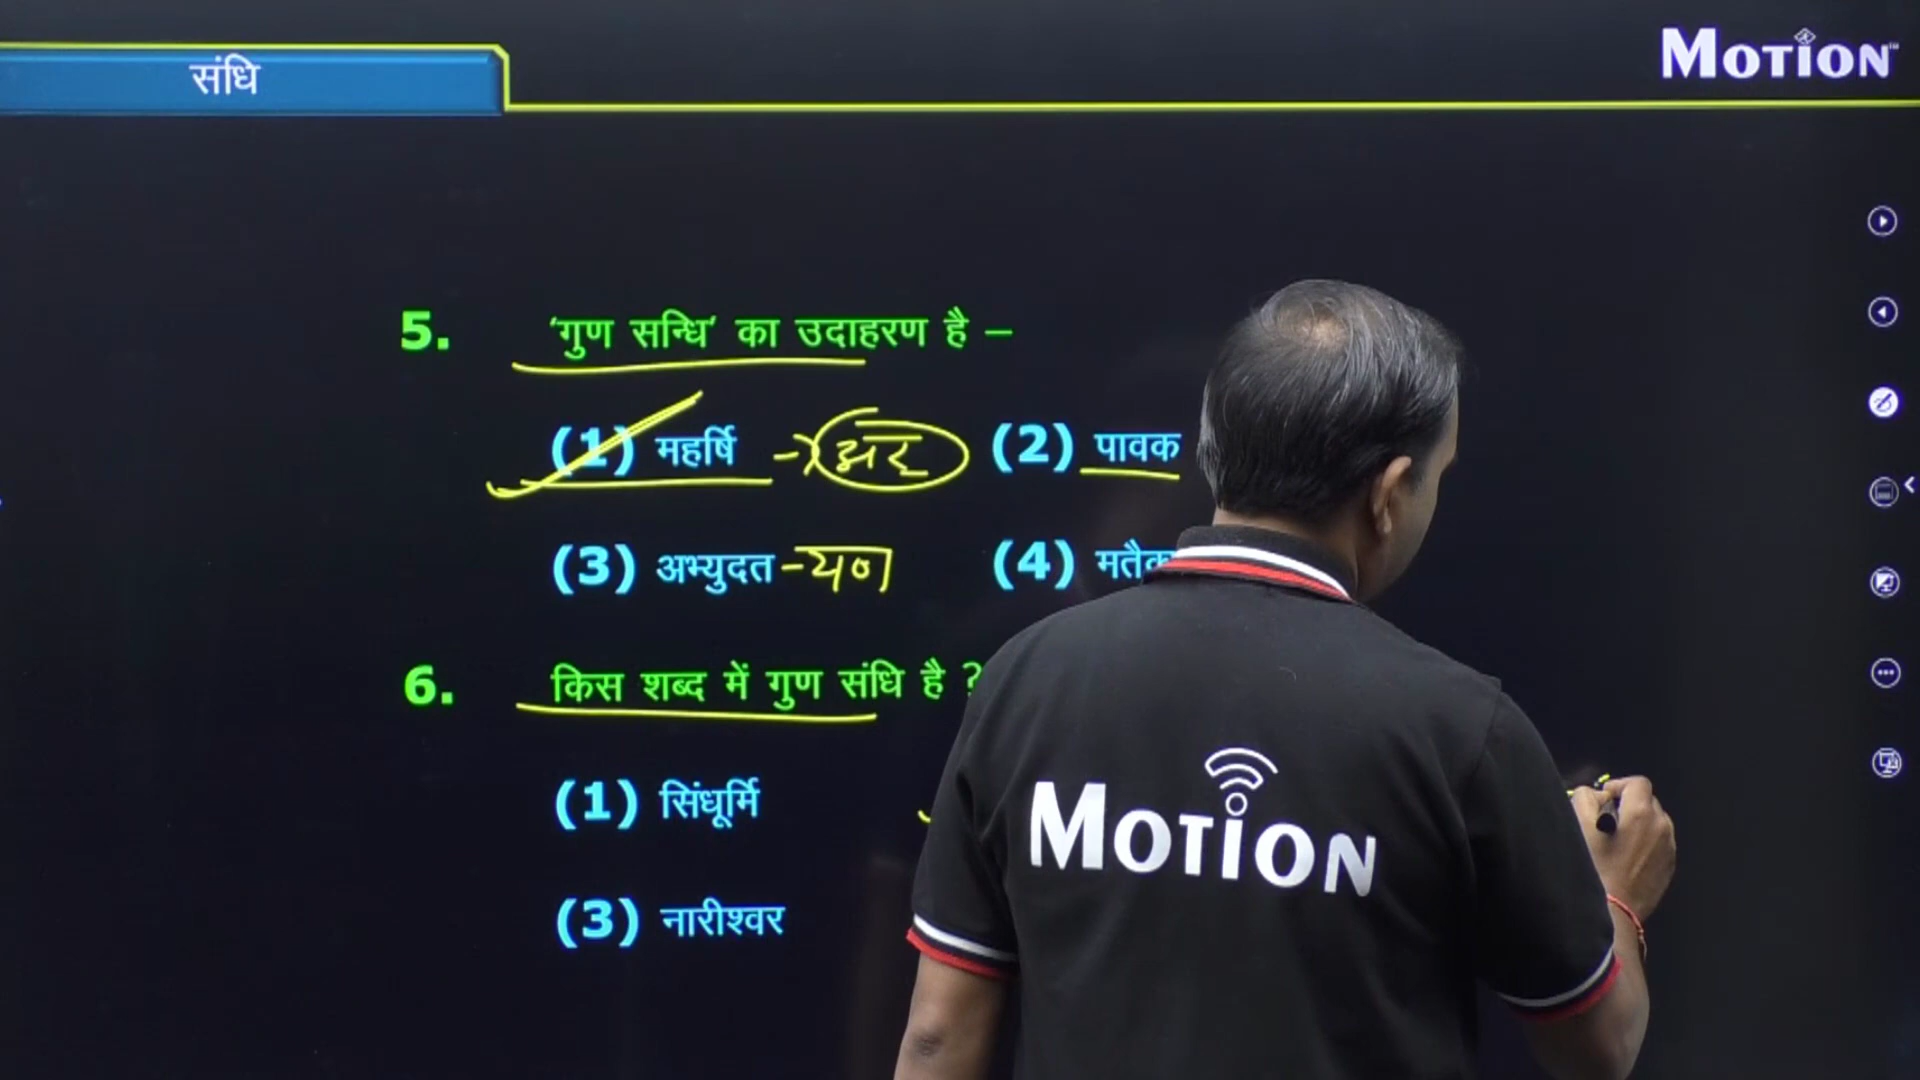 संधि
MOTION
5. 'गुण सन्धि' का उदाहरण है –
(1) महर्षि → अर् (2) पावक
(3) अभ्युदत - यण (4)
6. किस शब्द में गुण संधि है ?
(1) सिंधूर्मि
(3) नारीश्वर
MOTION